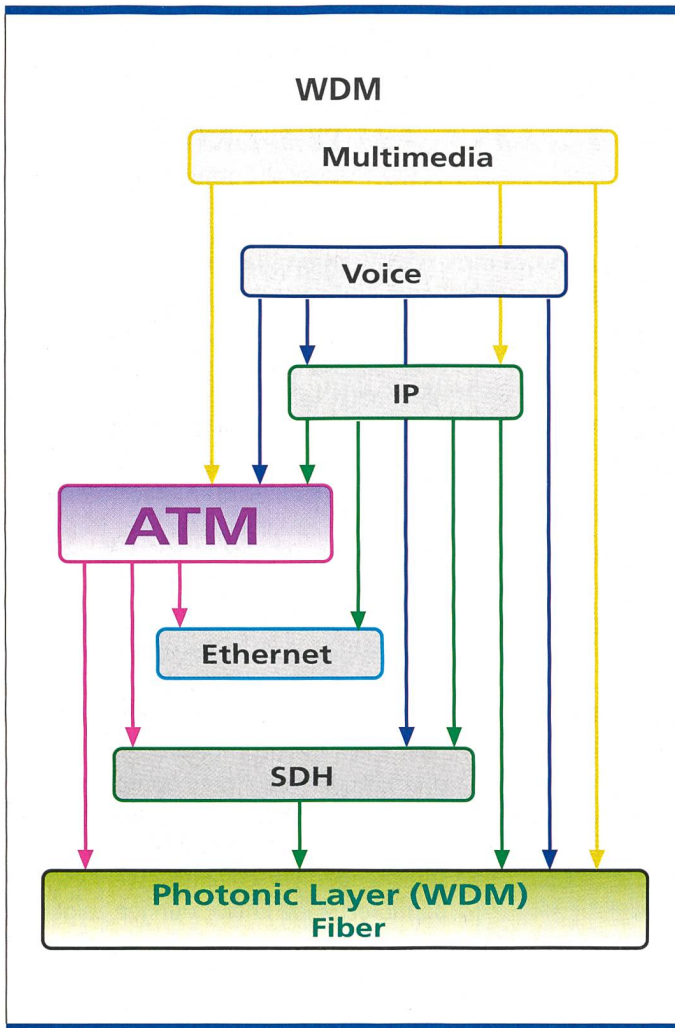 WDM
Multimedia
Voice
IP
ATM
Ethernet
SDH
Photonic Layer (WDM)
Fiber